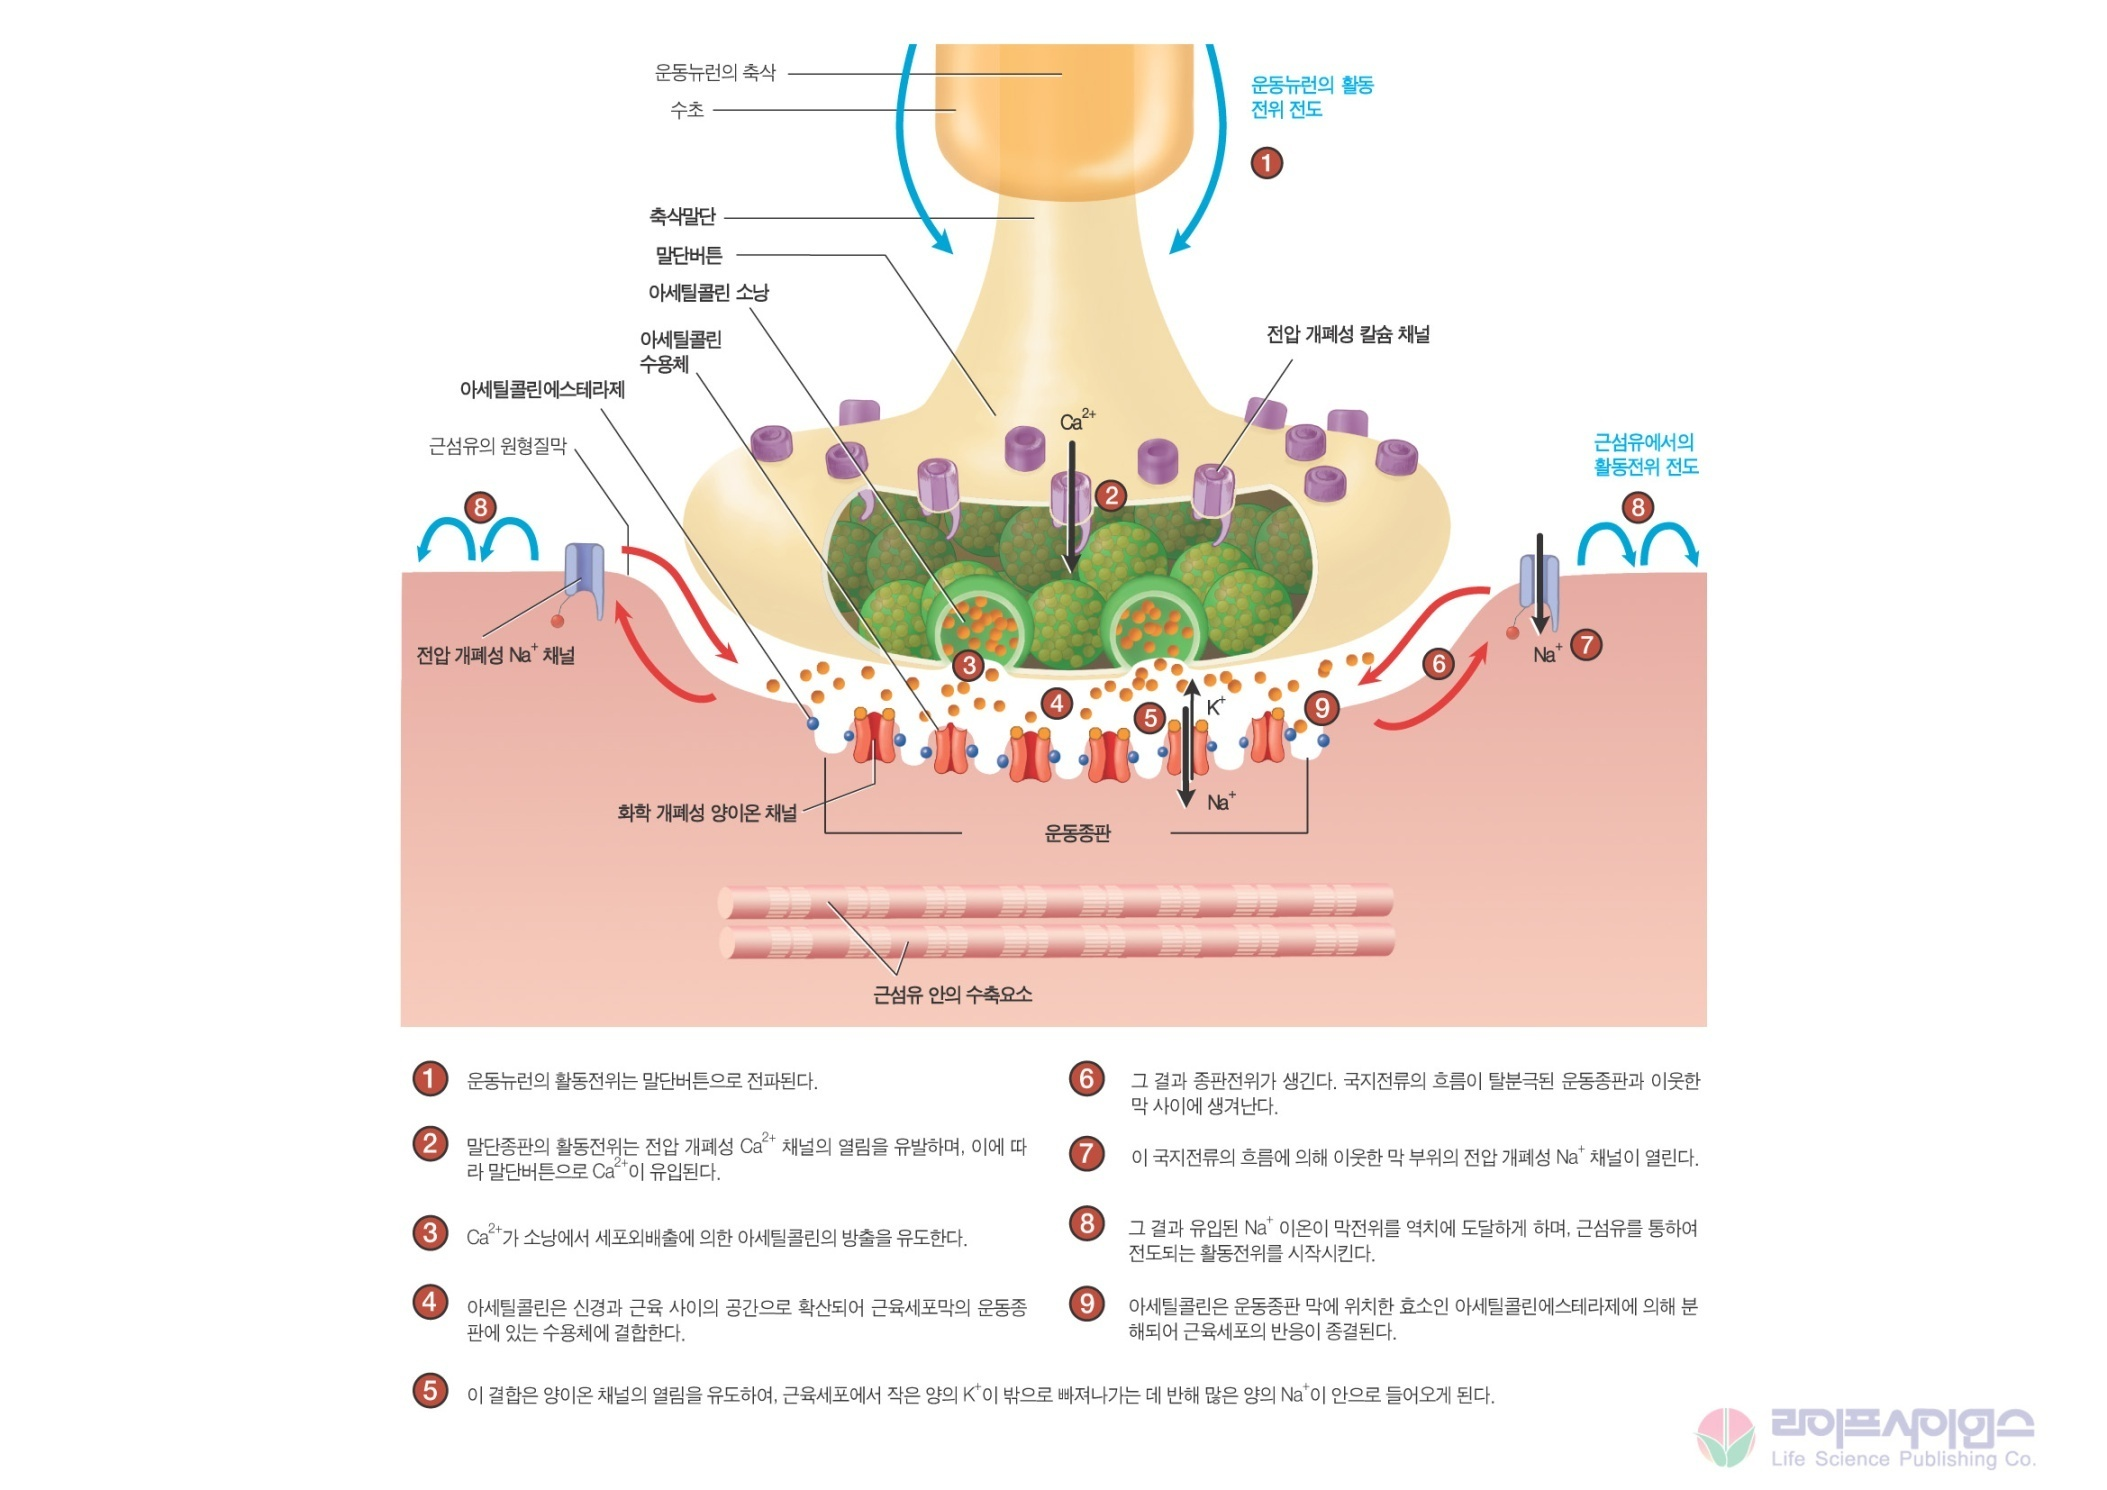 운동뉴런의 축삭
수초
운동뉴런의 활동
전위 전도
1
축삭말단
말단버튼
아세틸콜린 소낭
아세틸콜린
수용체
전압 개폐성 칼슘 채널
아세틸콜린에스테라제
근섬유의 원형질막
Ca2+
2
근섬유에서의
활동전위 전도
8
8
전압 개폐성 Na+ 채널
3
4
5
K+
Na+
6
7
Na+
9
화학 개폐성 양이온 채널
운동종판
근섬유 안의 수축요소
1 운동뉴런의 활동전위는 말단버튼으로 전파된다.
2 말단종판의 활동전위는 전압 개폐성 Ca2+ 채널의 열림을 유발하며, 이에 따
라 말단버튼으로 Ca2+이 유입된다.
3 Ca2+가 소낭에서 세포외배출에 의한 아세틸콜린의 방출을 유도한다.
4 아세틸콜린은 신경과 근육 사이의 공간으로 확산되어 근육세포막의 운동종
판에 있는 수용체에 결합한다.
5 이 결합은 양이온 채널의 열림을 유도하여, 근육세포에서 작은 양의 K+이 밖으로 빠져나가는 데 반해 많은 양의 Na+이 안으로 들어오게 된다.
6 그 결과 종판전위가 생긴다. 국지전류의 흐름이 탈분극된 운동종판과 이웃한
막 사이에 생겨난다.
7 이 국지전류의 흐름에 의해 이웃한 막 부위의 전압 개폐성 Na+ 채널이 열린다.
8 그 결과 유입된 Na+ 이온이 막전위를 역치에 도달하게 하며, 근섬유를 통하여
전도되는 활동전위를 시작시킨다.
9 아세틸콜린은 운동종판 막에 위치한 효소인 아세틸콜린에스테라제에 의해 분
해되어 근육세포의 반응이 종결된다.
라이프사이언스
Life Science Publishing Co.